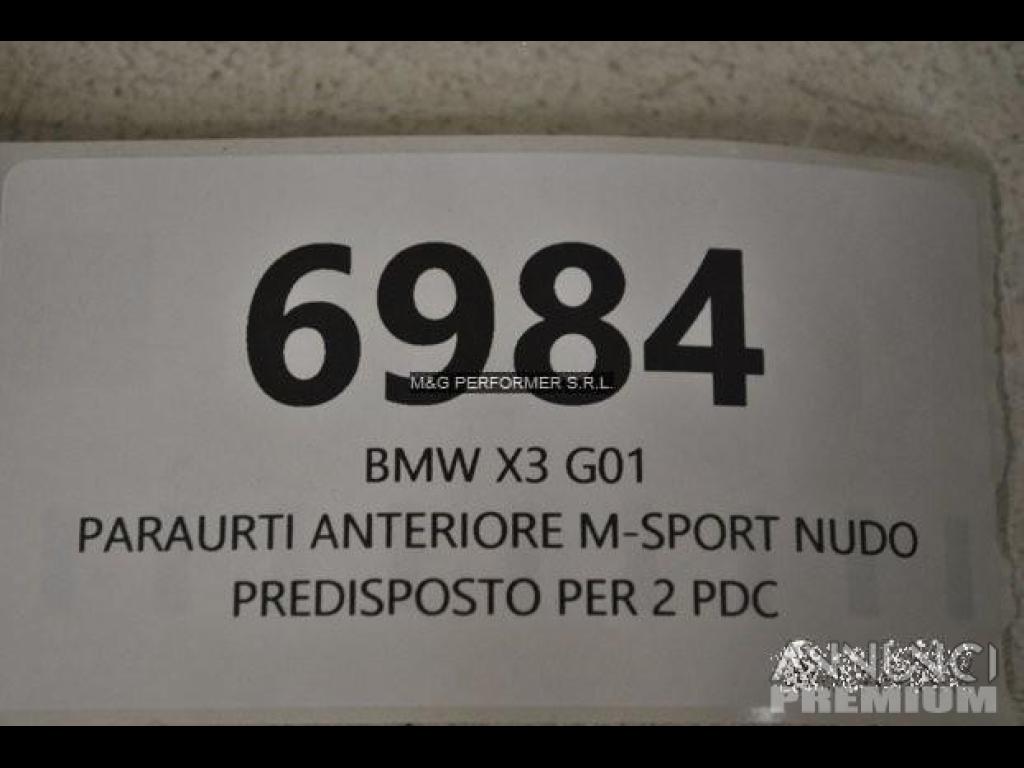 6984
M&G PERFORMER S.R.L.
BMW X3 G01
PARAURTI ANTERIORE M-SPORT NUDO
PREDISPOSTO PER 2 PDC
PREMIUM